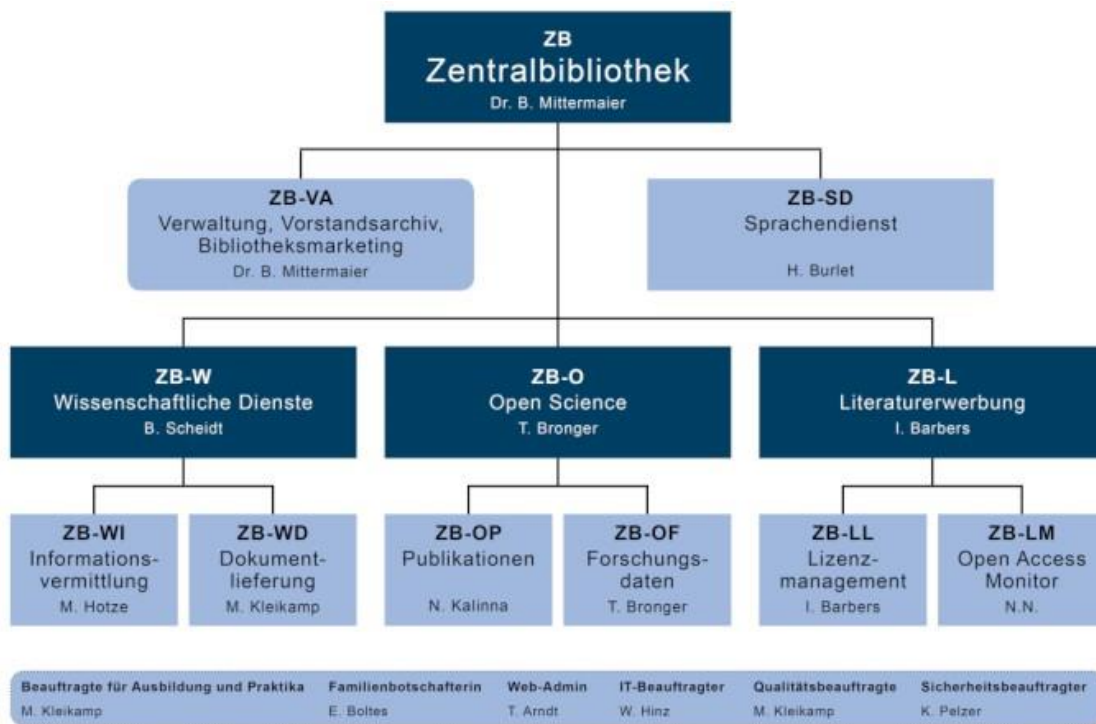 ZB
Zentralbibliothek
Dr. B. Mittermaier
ZB-VA
Verwaltung, Vorstandsarchiv,
Bibliotheksmarketing
Dr. B. Mittermaier
ZB-SD
Sprachendienst
H. Burlet
ZB-W
Wissenschaftliche Dienste
B. Scheidt
ZB-O
Open Science
T. Bronger
ZB-L
Literaturerwerbung
I. Barbers
ZB-WI
Informations-
vermittlung
M. Hotze
ZB-WD
Dokument-
lieferung
M. Kleikamp
ZB-OP
Publikationen
N. Kalinna
ZB-OF
Forschungs-
daten
T. Bronger
ZB-LL
Lizenz-
management
I. Barbers
ZB-LM
Open Access
Monitor
N.N.
Beauftragte für Ausbildung und Praktika
M. Kleikamp
Familienbotschafterin
E. Boltes
Web-Admin
T. Arndt
IT-Beauftragter
W. Hinz
Qualitätsbeauftragte
M. Kleikamp
Sicherheitsbeauftragter
K. Pelzer